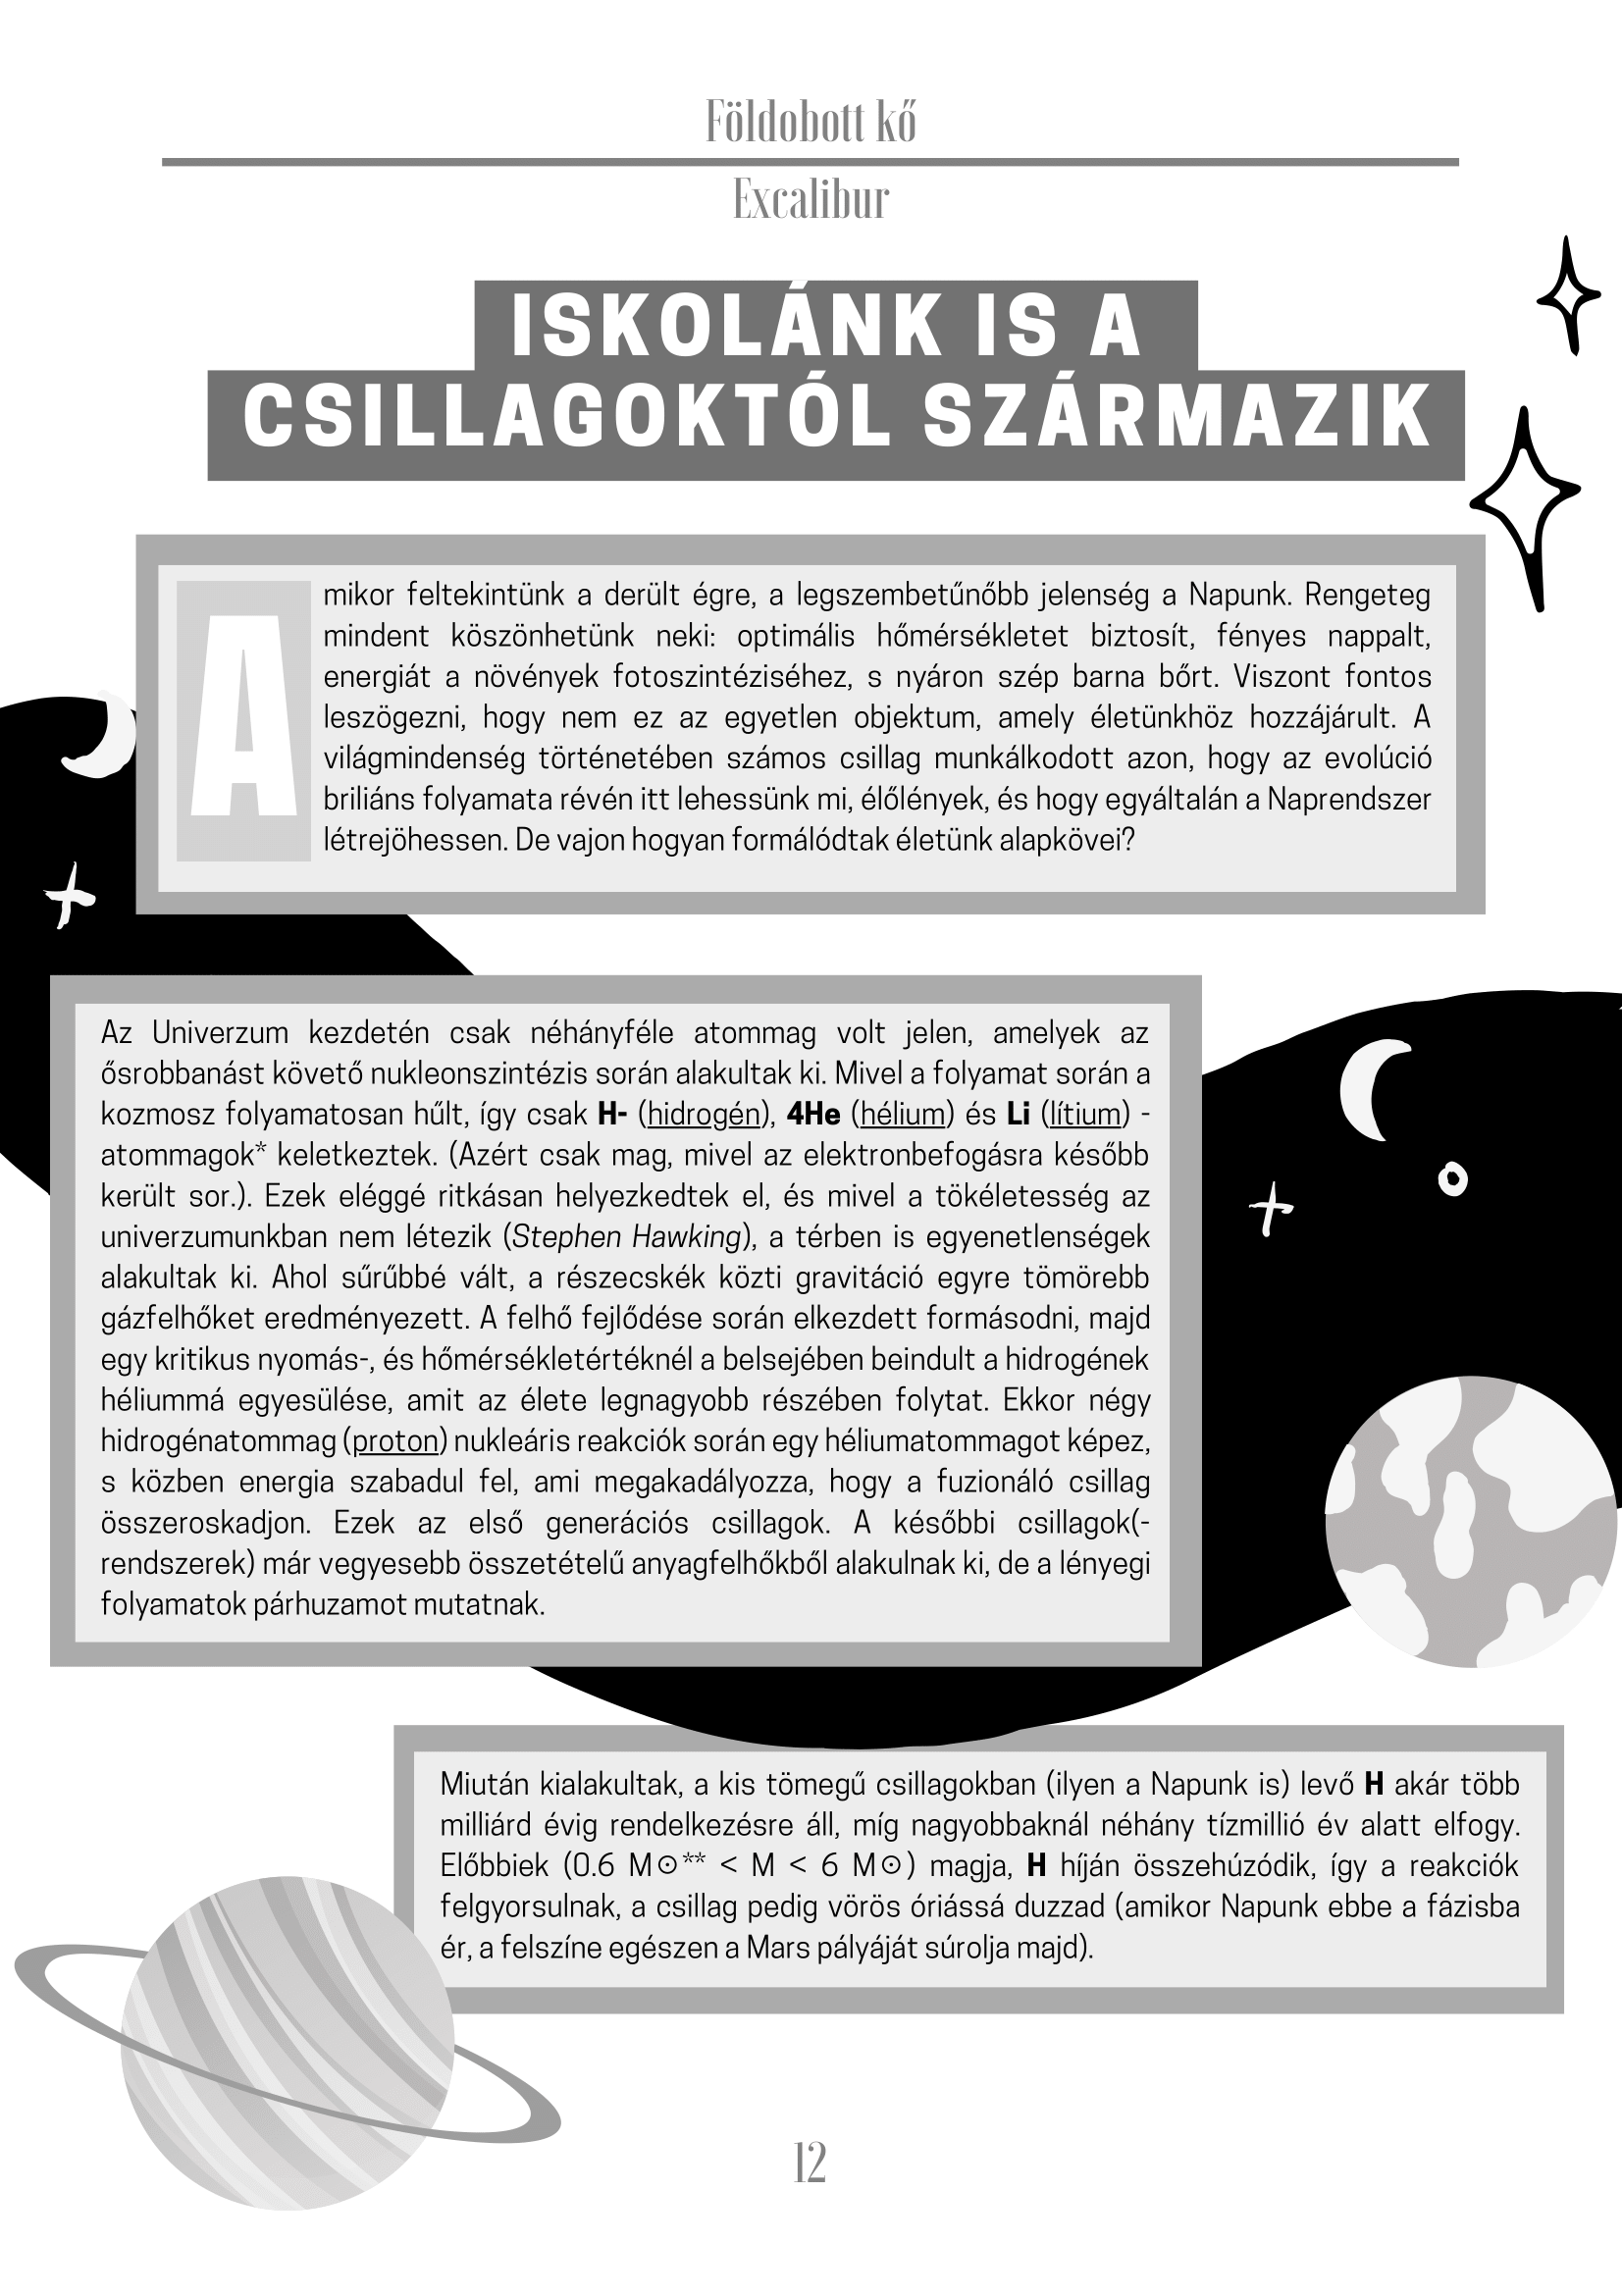 Földobott kő
Excalibur
ISKOLÁNK IS A
CSILLAGOKTÓL SZÁRMAZIK
Amikor feltekintünk a derült égre, a legszembetűnőbb jelenség a Napunk. Rengeteg
mindent köszönhetünk neki: optimális hőmérsékletet biztosít, fényes nappalt,
energiát a növények fotoszintéziséhez, s nyáron szép barna bőrt. Viszont fontos
leszögezni, hogy nem ez az egyetlen objektum, amely életünkhöz hozzájárult. A
világmindenség történetében számos csillag munkálkodott azon, hogy az evolúció
briliáns folyamata révén itt lehessünk mi, élőlények, és hogy egyáltalán a Naprendszer
létrejöhessen. De vajon hogyan formálódtak életünk alapkövei?
Az Univerzum kezdetén csak néhányféle atommag volt jelen, amelyek az
ősrobbanást követő nukleonszintézis során alakultak ki. Mivel a folyamat során a
kozmosz folyamatosan hűlt, így csak H- (hidrogén), 4He (hélium) és Li (lítium) -
atommagok* keletkeztek. (Azért csak mag, mivel az elektronbefogásra később
került sor.). Ezek eléggé ritkásan helyezkedtek el, és mivel a tökéletesség az
univerzumunkban nem létezik (Stephen Hawking), a térben is egyenetlenségek
alakultak ki. Ahol sűrűbbé vált, a részecskék közti gravitáció egyre tömörebb
gázfelhőket eredményezett. A felhő fejlődése során elkezdett formásodni, majd
egy kritikus nyomás-, és hőmérsékletértéknél a belsejében beindult a hidrogének
héliummá egyesülése, amit az élete legnagyobb részében folytat. Ekkor négy
hidrogénatommag (proton) nukleáris reakciók során egy héliumatommagot képez,
s közben energia szabadul fel, ami megakadályozza, hogy a fuzionáló csillag
összeroskadjon. Ezek az első generációs csillagok. A későbbi csillagok(-
rendszerek) már vegyesebb összetételű anyagfelhőkből alakulnak ki, de a lényegi
folyamatok párhuzamot mutatnak.
Miután kialakultak, a kis tömegű csillagokban (ilyen a Napunk is) levő H akár több
milliárd évig rendelkezésre áll, míg nagyobbaknál néhány tízmillió év alatt elfogy.
Előbbiek (0.6 M⊙** < M < 6 M⊙) magja, H híján összehúzódik, így a reakciók
felgyorsulnak, a csillag pedig vörös óriássá duzzad (amikor Napunk ebbe a fázisba
ér, a felszíne egészen a Mars pályáját súrolja majd).
12